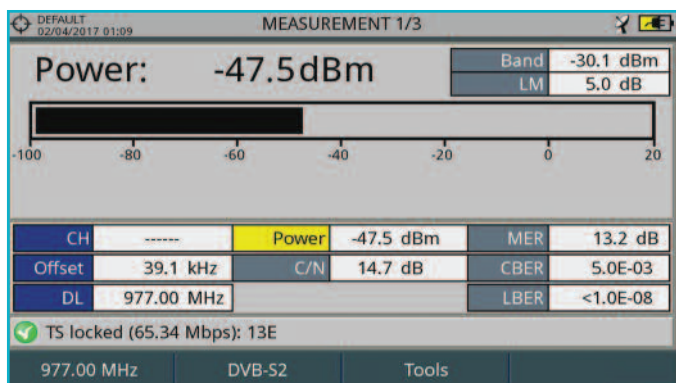 DEFAULT
02/04/2017 01:09
MEASUREMENT 1/3
Power: -47.5dBm
Band -30.1 dBm
LM 5.0 dB
-100 -80 -60 -40 -20 0 20
CH ------ Power -47.5 dBm MER 13.2 dB
Offset 39.1 kHz C/N 14.7 dB CBER 5.0E-03
DL 977.00 MHz LBER <1.0E-08
TS locked (65.34 Mbps): 13E
977.00 MHz DVB-S2 Tools